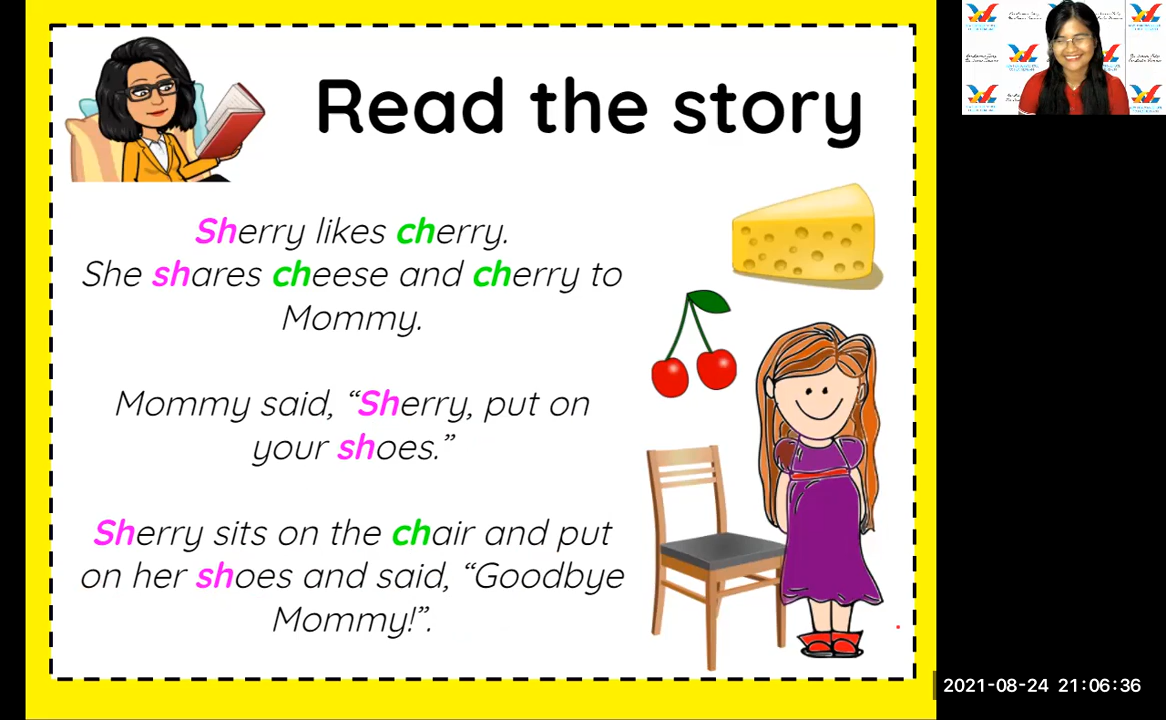 Read the story
Sherry likes cherry.
She shares cheese and cherry to
Mommy.
Mommy said, “Sherry, put on
your shoes.”
Sherry sits on the chair and put
on her shoes and said, “Goodbye
Mommy!”.
2021-08-24 21:06:36